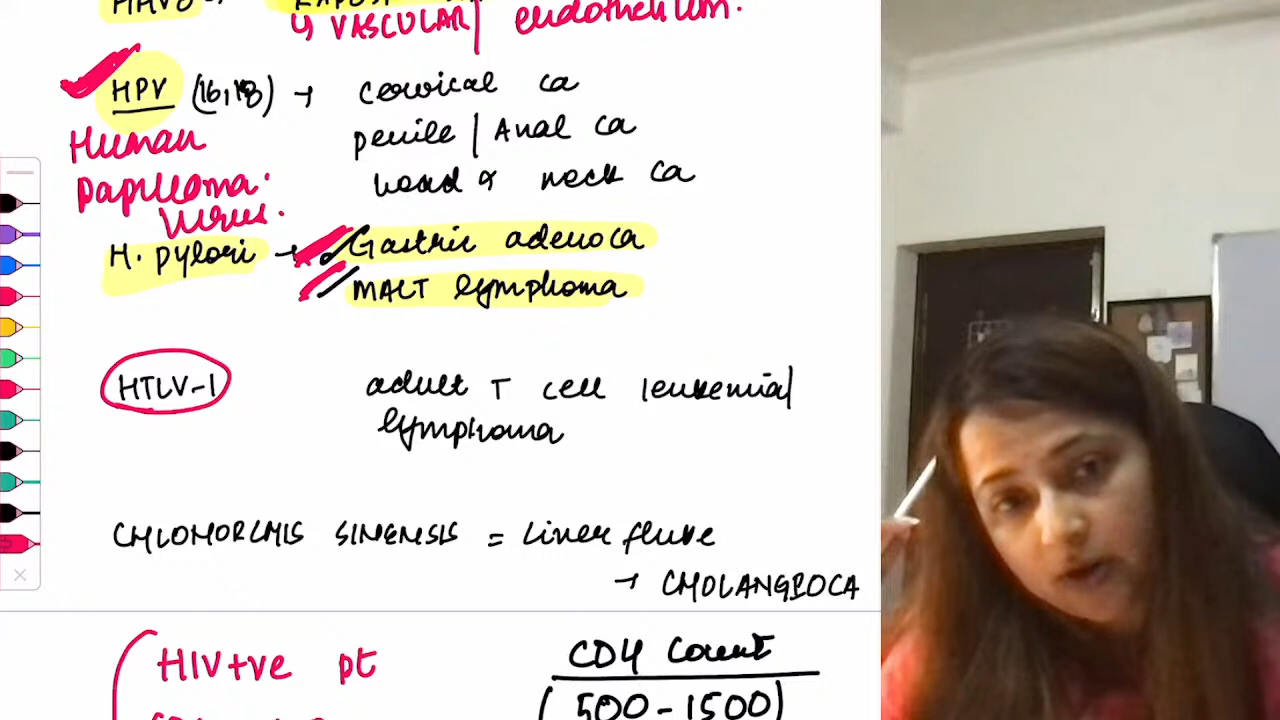 ↳ VASCULAR/ endothelium.
HPV (16,18) → cervical ca
Human penile / Anal ca
Papilloma. head & neck ca
Virus.
H. pylori → Gastric adenoca
MALT lymphoma
HTLV-1 adult T cell leukemia/
lymphoma
CHLONORCHIS SINENSIS = Liver fluke
→ CHOLANGIOCA
HIV+ve pt CD4 Count
(500-1500)